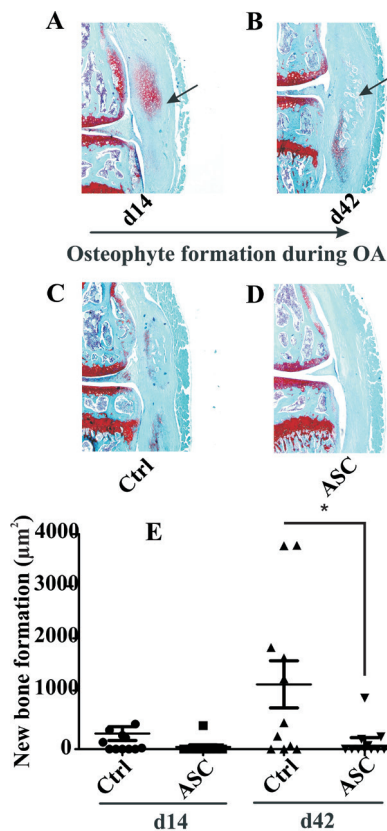 A
B
d14
d42
Osteophyte formation during OA
C
D
Ctrl
ASC
E
New bone formation (µm²)
4000
3000
2000
1000
0
*
Ctrl
ASC
Ctrl
ASC
d14
d42